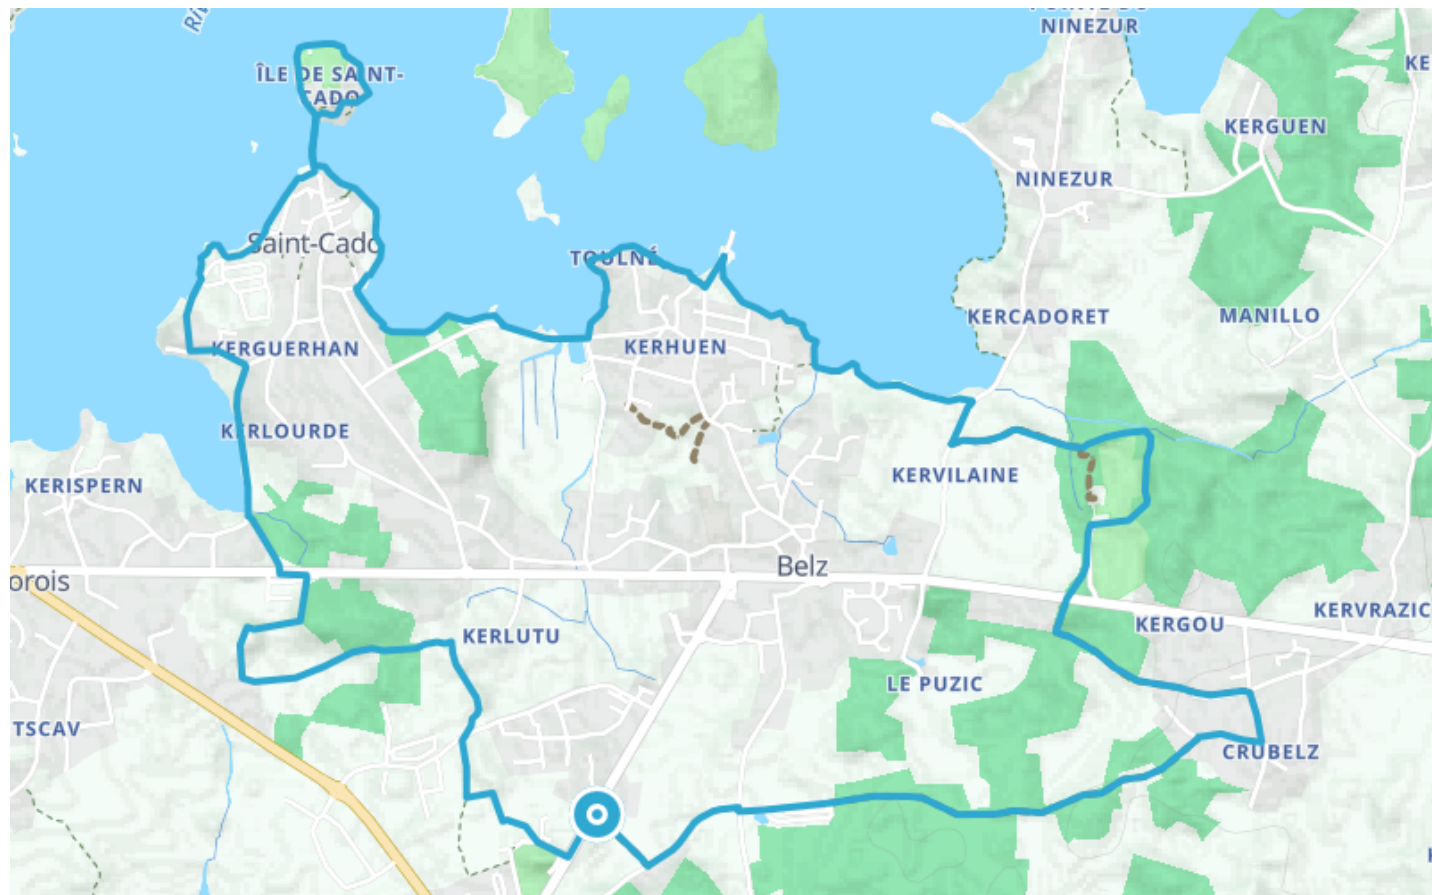 NINEZUR
ÎLE DE SAINT-
CADO
KERGUEN
NINEZUR
Saint-Cado
TOULNÉ
KERCADORET
MANILLO
KERGUERHAN
KERHUEN
KERLOURDE
KERVILAINE
KERISPERN
Belz
orois
KERVRAZIC
KERGOU
KERLUTU
LE PUZIC
TSCAV
CRUBELZ